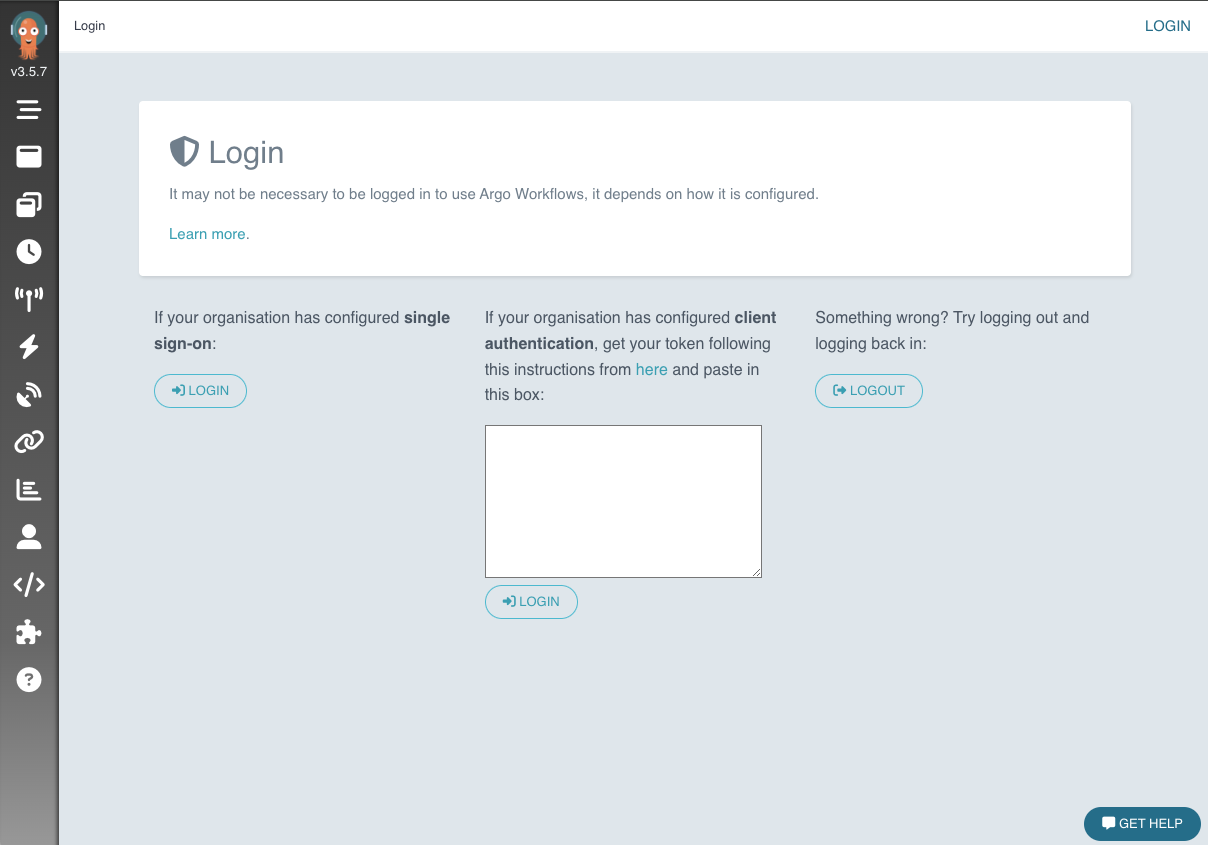 Login
LOGIN
v3.5.7
Login
It may not be necessary to be logged in to use Argo Workflows, it depends on how it is configured.
Learn more.
If your organisation has configured single
sign-on:
LOGIN
If your organisation has configured client
authentication, get your token following
this instructions from here and paste in
this box:
LOGIN
Something wrong? Try logging out and
logging back in:
LOGOUT
GET HELP